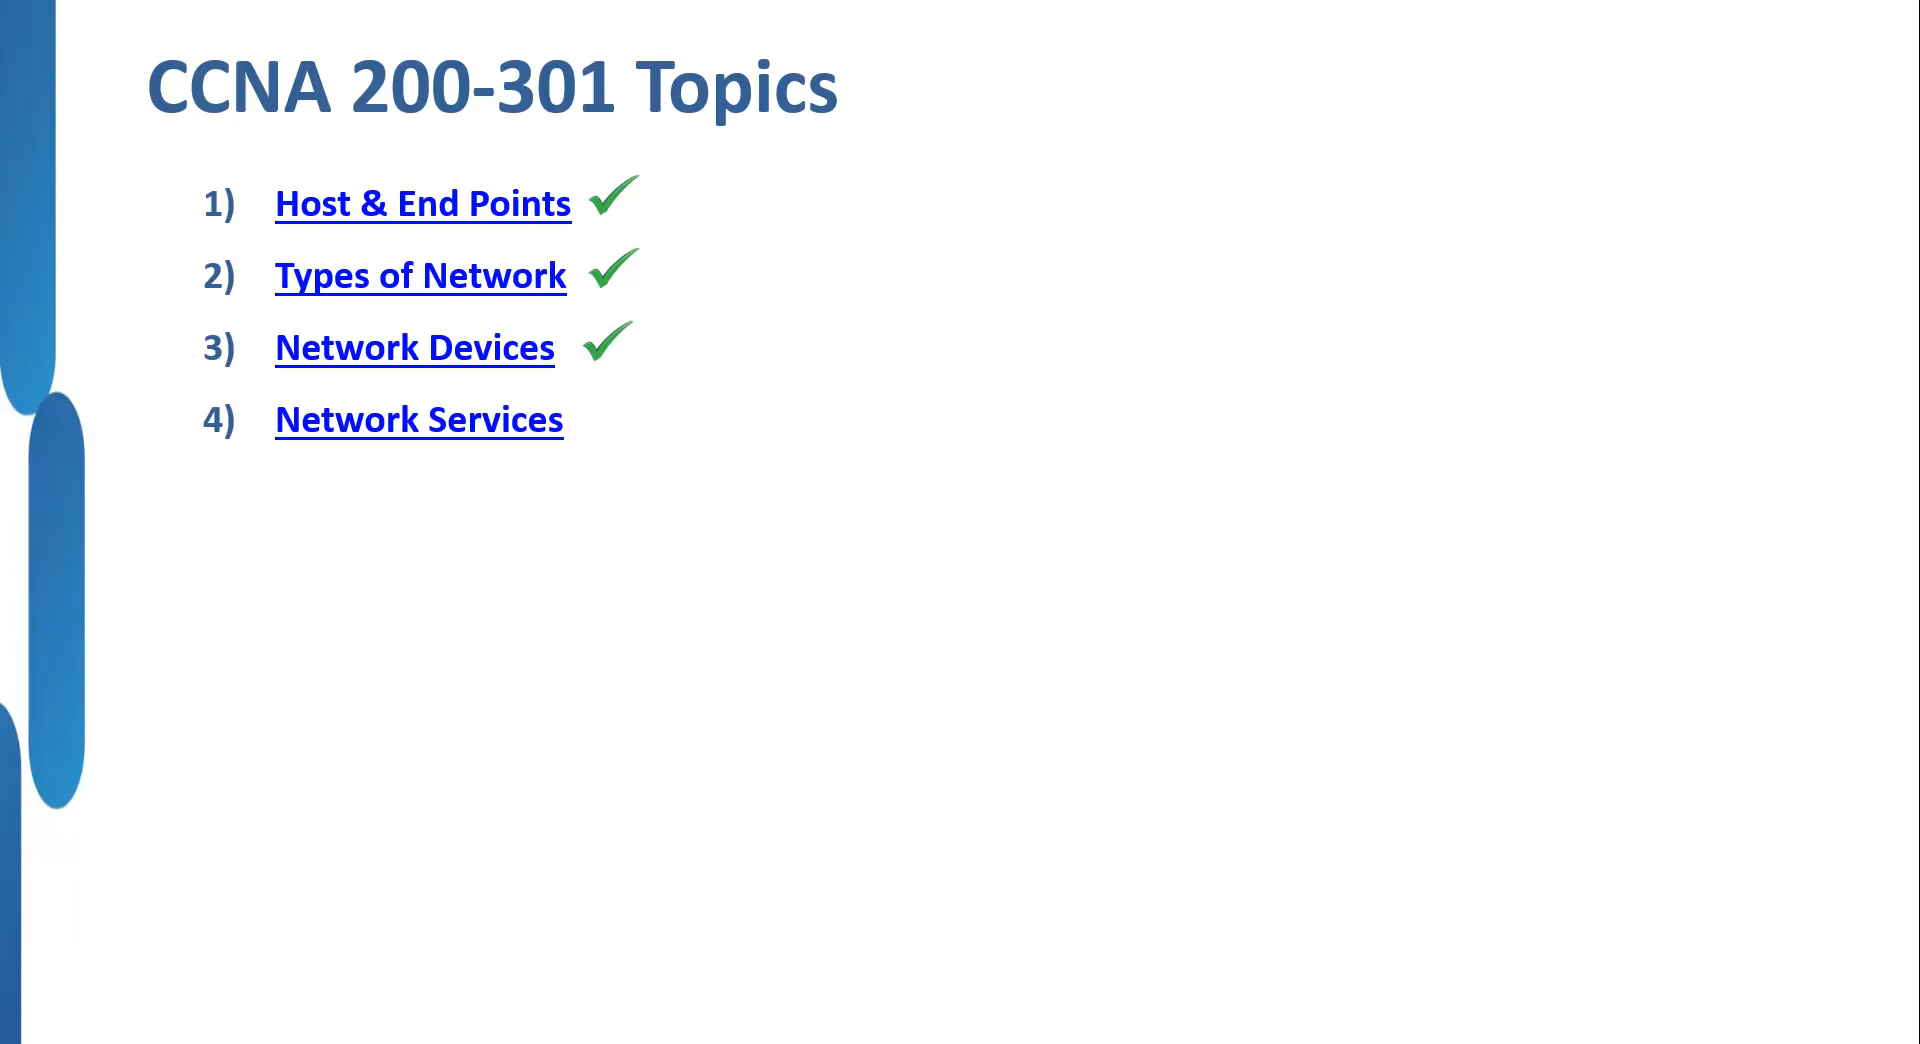 CCNA 200-301 Topics
1) Host & End Points
2) Types of Network
3) Network Devices
4) Network Services